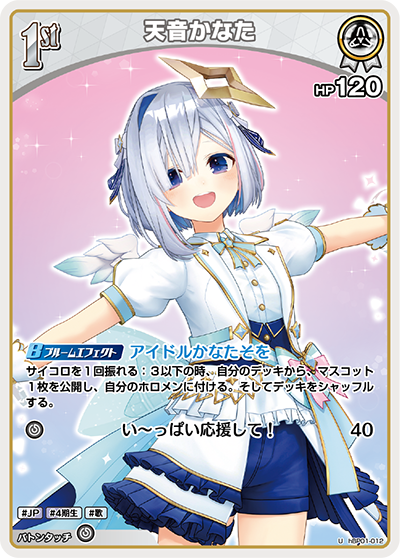 1st
天音かなた
HP120
Bブルームエフェクト アイドルかなたそを
サイコロを1回振れる：3以下の時、自分のデッキから、マスコット
1枚を公開し、自分のホロメンに付ける。そしてデッキをシャッフル
する。
い～っぱい応援して！ 40
#JP #4期生 #歌
バトンタッチ
U hBP01-012